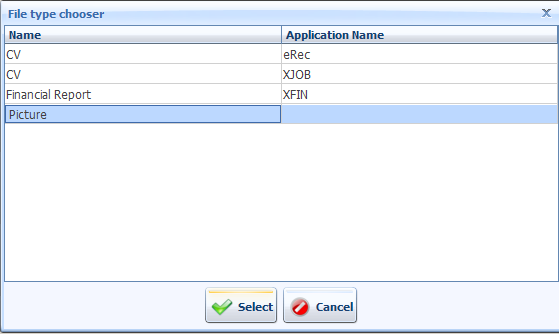 File type chooser
Name Application Name
CV eRec
CV XJOB
Financial Report XFIN
Picture
Select Cancel